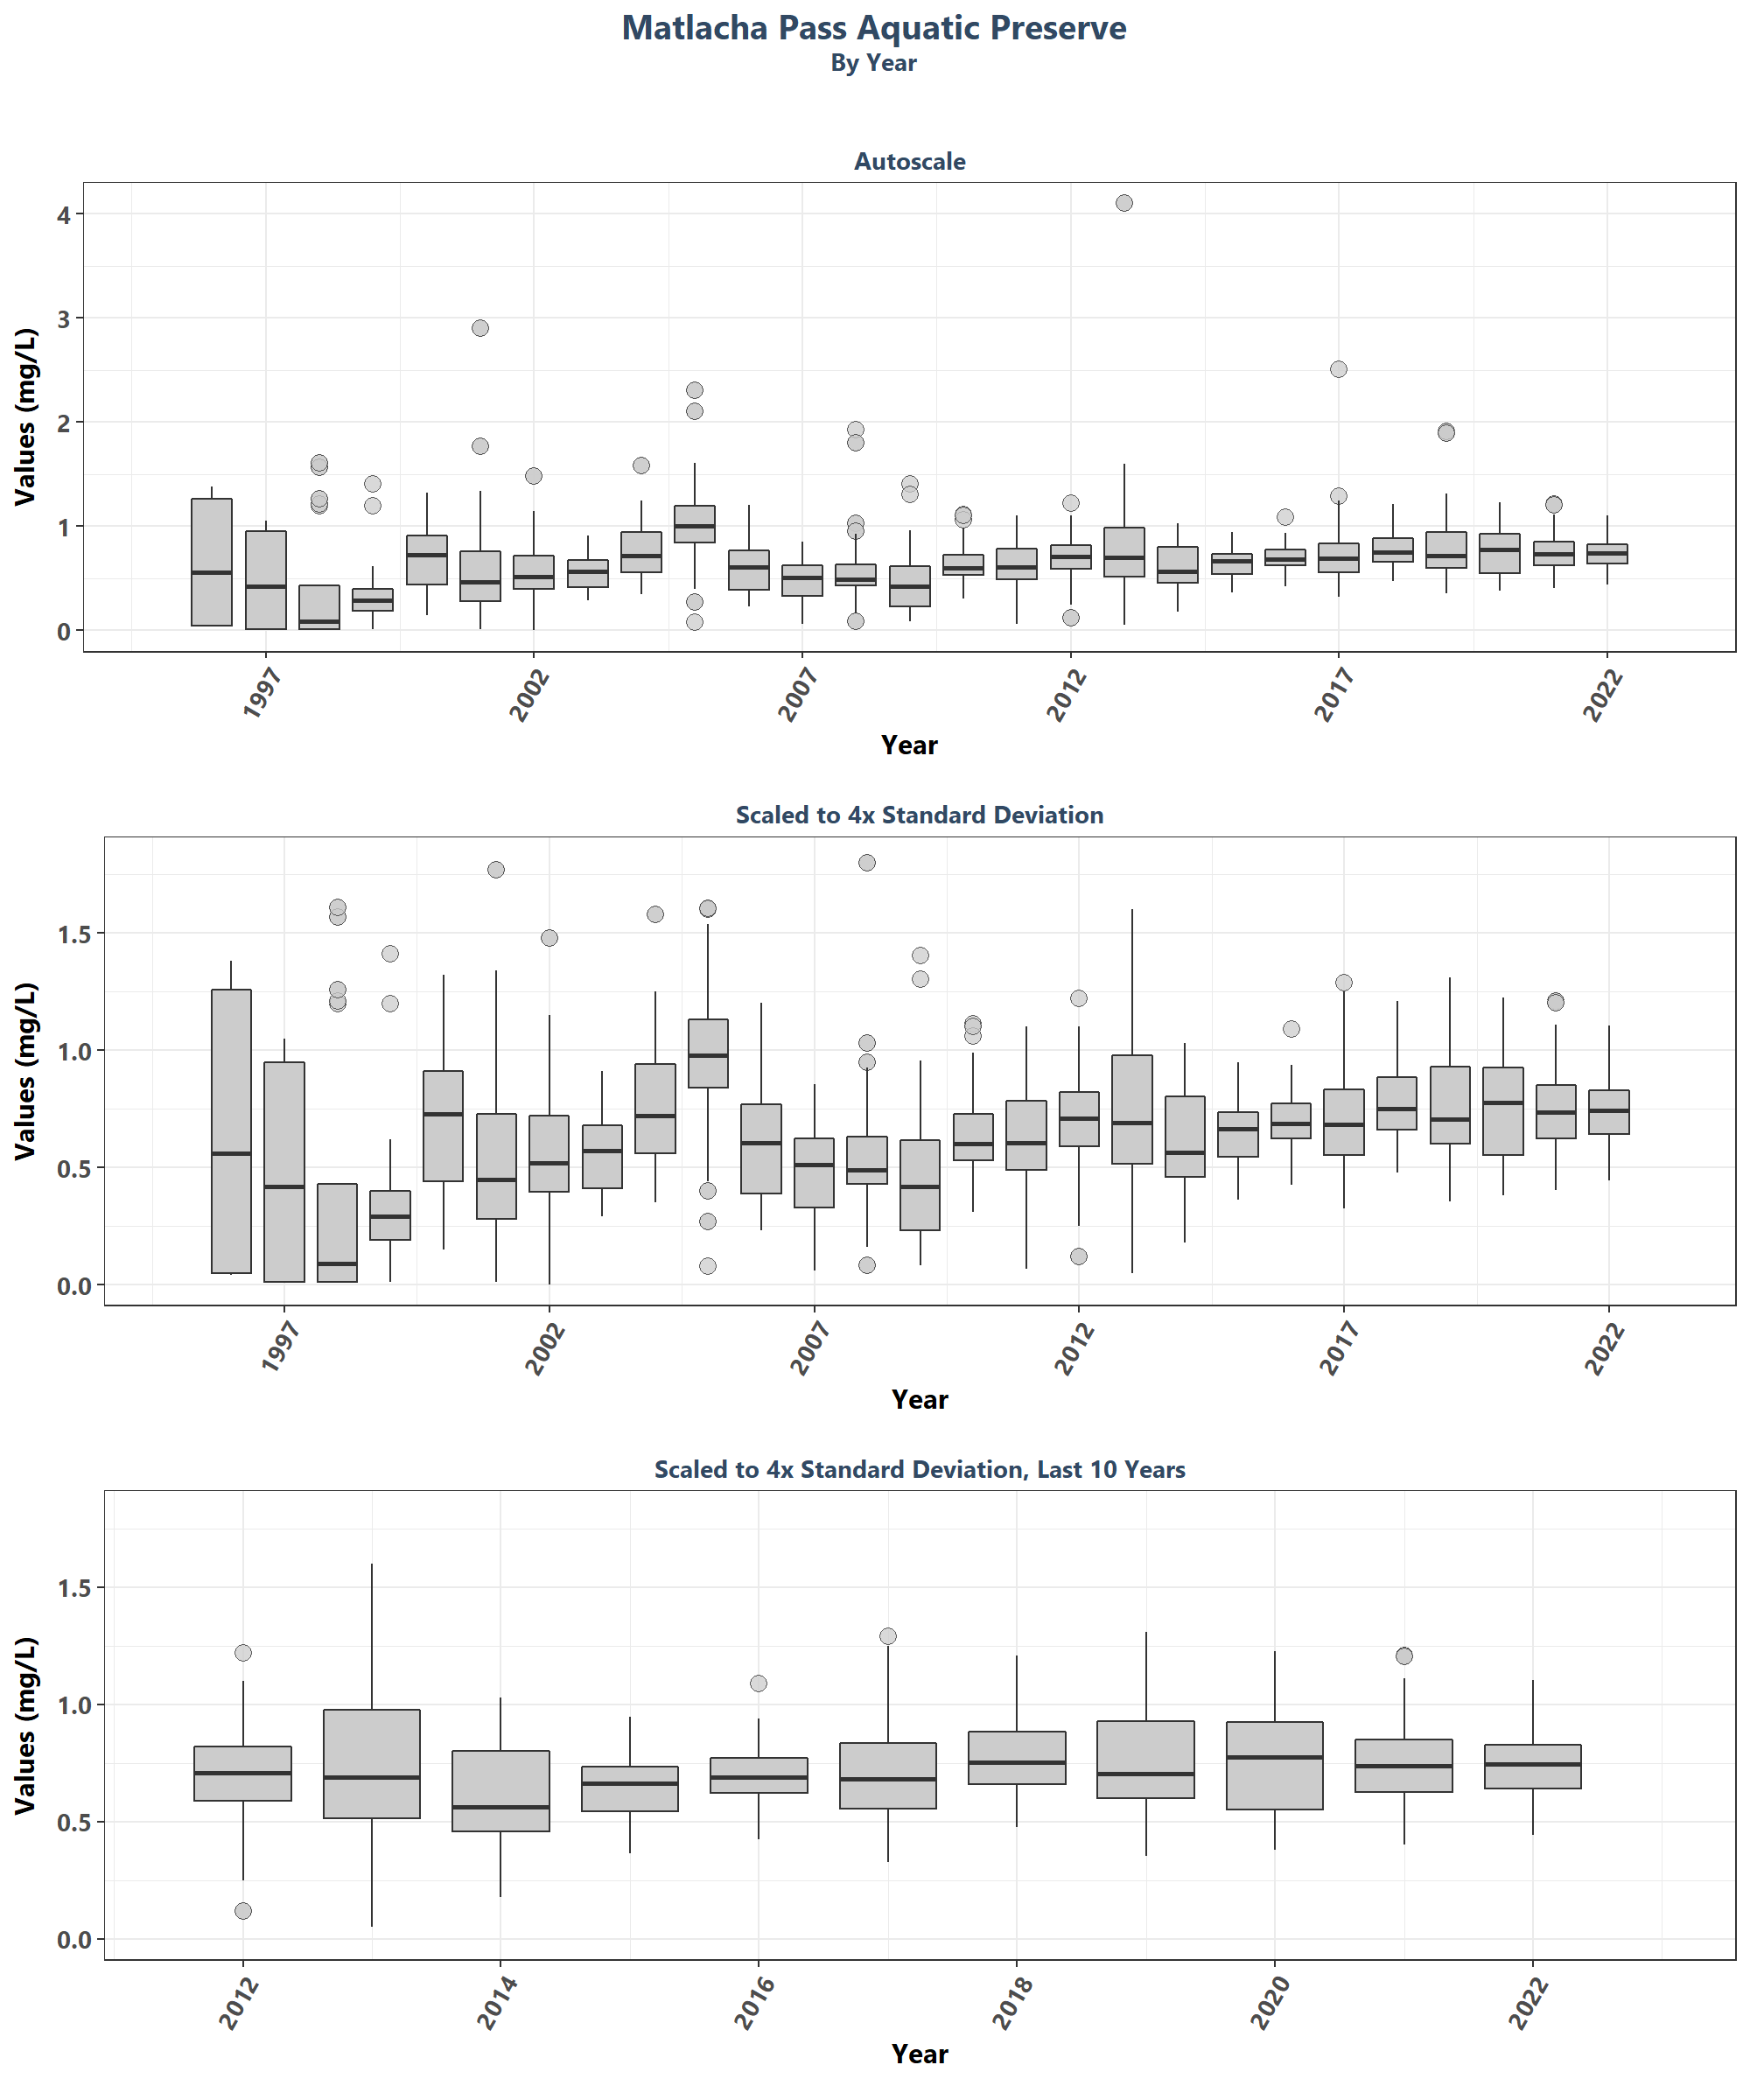 Matlacha Pass Aquatic Preserve
By Year
Autoscale
Values (mg/L)
4
3
2
1
0
1997
2002
2007
2012
2017
2022
Year
Scaled to 4x Standard Deviation
Values (mg/L)
1.5
1.0
0.5
0.0
1997
2002
2007
2012
2017
2022
Year
Scaled to 4x Standard Deviation, Last 10 Years
Values (mg/L)
1.5
1.0
0.5
0.0
2012
2014
2016
2018
2020
2022
Year